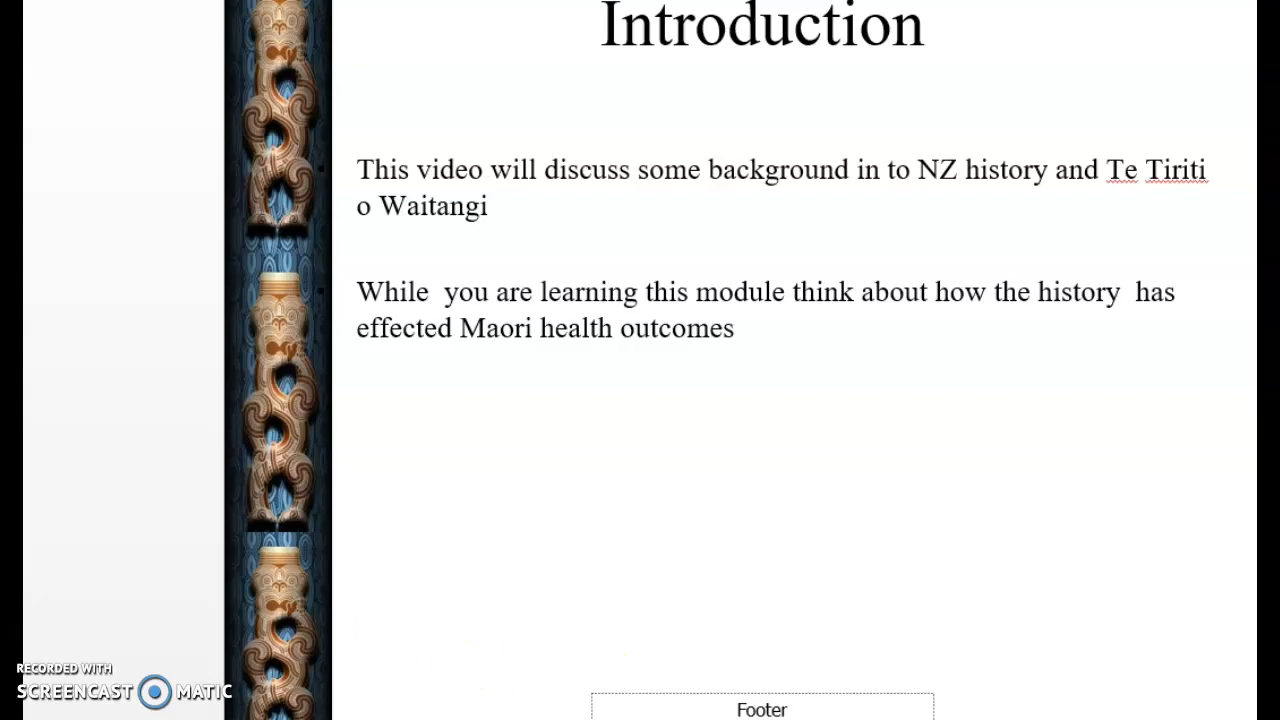 Introduction
This video will discuss some background in to NZ history and Te Tiriti
o Waitangi
While  you are learning this module think about how the history  has
effected Maori health outcomes
RECORDED WITH
SCREENCAST MATIC
Footer